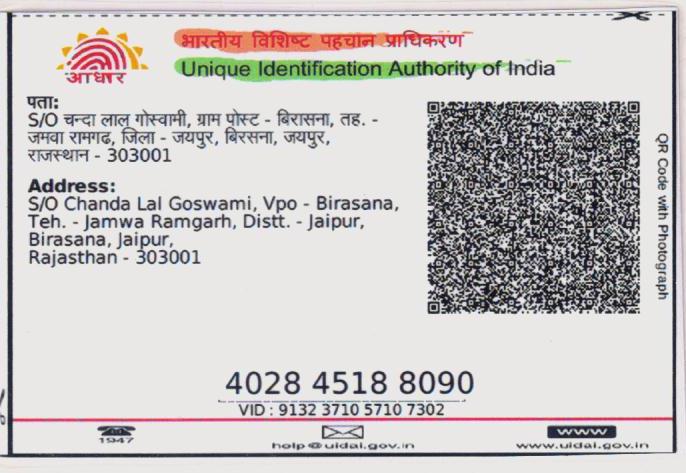 भारतीय विशिष्ट पहचान प्राधिकरण
आधार
Unique Identification Authority of India
पता:
S/O चन्दा लाल गोस्वामी, ग्राम पोस्ट - बिरासना, तह. -
जमवा रामगढ, जिला - जयपुर, बिरसना, जयपुर,
राजस्थान - 303001
Address:
S/O Chanda Lal Goswami, Vpo - Birasana,
Teh. - Jamwa Ramgarh, Distt. - Jaipur,
Birasana, Jaipur,
Rajasthan - 303001
QR Code with Photograph
4028 4518 8090
VID : 9132 3710 5710 7302
1947
help@uidai.gov.in
www
www.uidai.gov.in